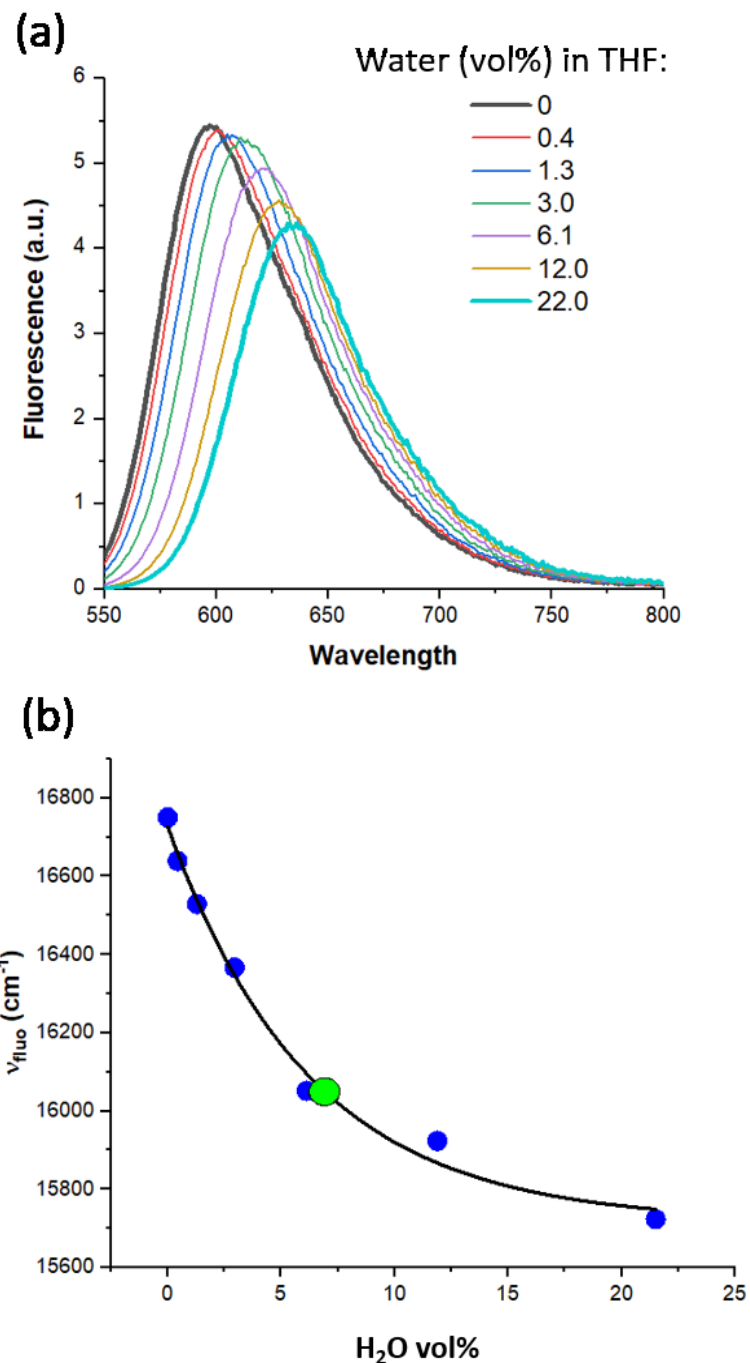 (a)
Water (vol%) in THF:
0
0.4
1.3
3.0
6.1
12.0
22.0
6
5
4
3
2
1
0
Fluorescence (a.u.)
550 600 650 700 750 800
Wavelength
(b)
16800
16600
16400
16200
16000
15800
15600
νfluo (cm⁻¹)
0 5 10 15 20 25
H₂O vol%